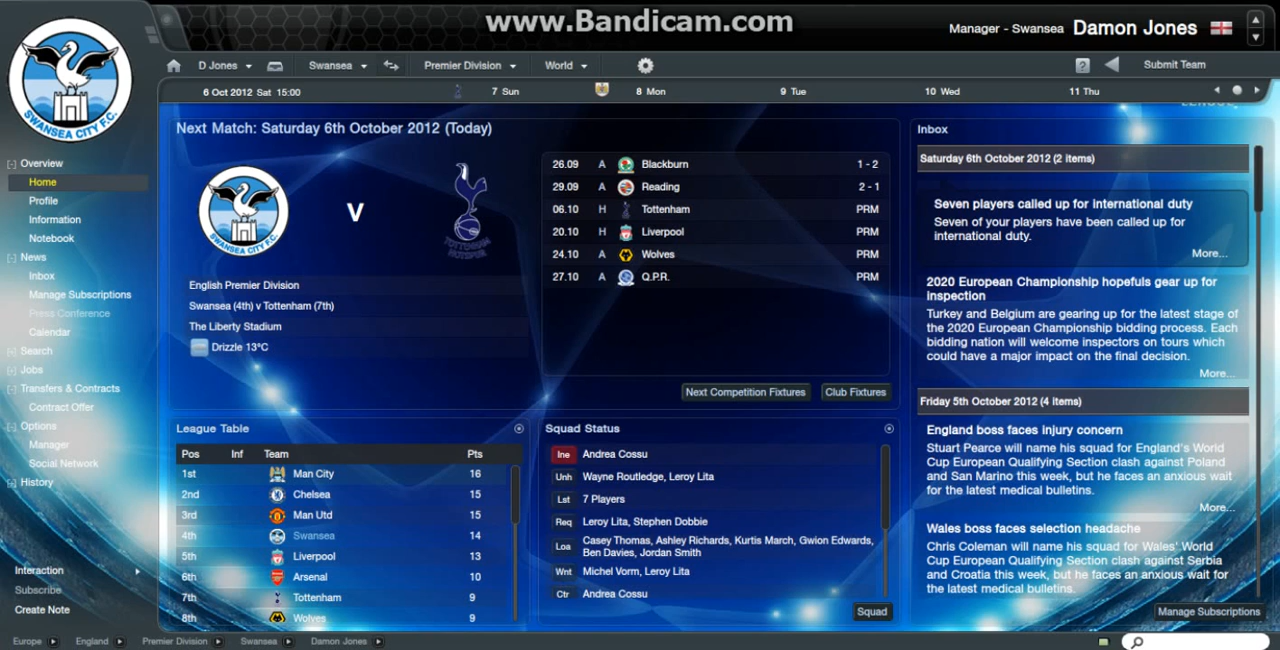 www.Bandicam.com
Manager - Swansea Damon Jones
D Jones Swansea Premier Division World ? Submit Team
6 Oct 2012 Sat 15:00 7 Sun 8 Mon 9 Tue 10 Wed 11 Thu
SWANSEA CITY F.C.
Overview
Home
Profile
Information
Notebook
News
Inbox
Manage Subscriptions
Press Conference
Calendar
Search
Jobs
Transfers & Contracts
Contract Offer
Options
Manager
Social Network
History
Interaction
Subscribe
Create Note
Next Match: Saturday 6th October 2012 (Today)
SWANSEA CITY F.C.
V
TOTTENHAM
HOTSPUR
English Premier Division
Swansea (4th) v Tottenham (7th)
The Liberty Stadium
Drizzle 13°C
26.09 A Blackburn 1 - 2
29.09 A Reading 2 - 1
06.10 H Tottenham PRM
20.10 H Liverpool PRM
24.10 A Wolves PRM
27.10 A Q.P.R. PRM
Next Competition Fixtures Club Fixtures
League Table
Pos Inf Team Pts
1st Man City 16
2nd Chelsea 15
3rd Man Utd 15
4th Swansea 14
5th Liverpool 13
6th Arsenal 10
7th Tottenham 9
8th Wolves 9
Squad Status
Ine Andrea Cossu
Unh Wayne Routledge, Leroy Lita
Lst 7 Players
Req Leroy Lita, Stephen Dobbie
Loa Casey Thomas, Ashley Richards, Kurtis March, Gwion Edwards,
Ben Davies, Jordan Smith
Wnt Michel Vorm, Leroy Lita
Ctr Andrea Cossu
Squad
Inbox
Saturday 6th October 2012 (2 items)
Seven players called up for international duty
Seven of your players have been called up for
international duty.
More...
2020 European Championship hopefuls gear up for
inspection
Turkey and Belgium are gearing up for the latest stage of
the 2020 European Championship bidding process. Each
bidding nation will welcome inspectors on tours which
could have a major impact on the final decision.
More...
Friday 5th October 2012 (4 items)
England boss faces injury concern
Stuart Pearce will name his squad for England's World
Cup European Qualifying Section clash against Poland
and San Marino this week, but he faces an anxious wait
for the latest medical bulletins.
More...
Wales boss faces selection headache
Chris Coleman will name his squad for Wales' World
Cup European Qualifying Section clash against Serbia
and Croatia this week, but he faces an anxious wait for
the latest medical bulletins.
Manage Subscriptions
Europe England Premier Division Swansea Damon Jones